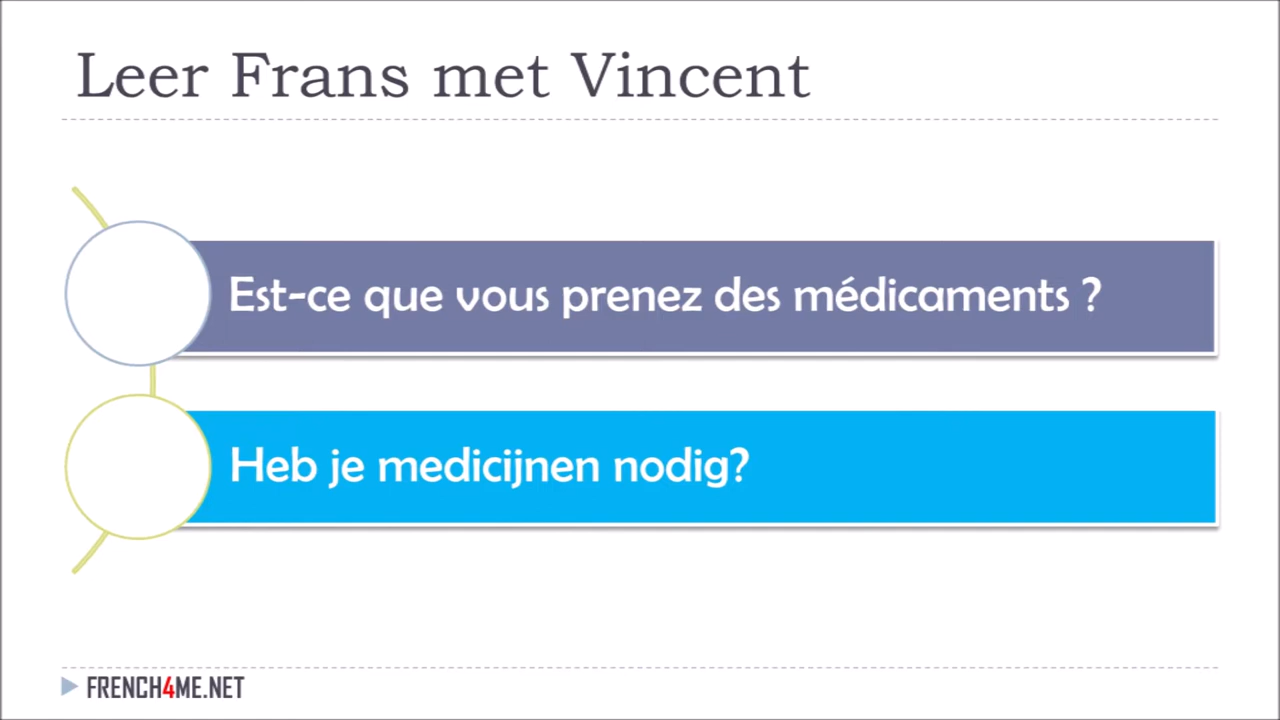 Leer Frans met Vincent
Est-ce que vous prenez des médicaments ?
Heb je medicijnen nodig?
FRENCH4ME.NET